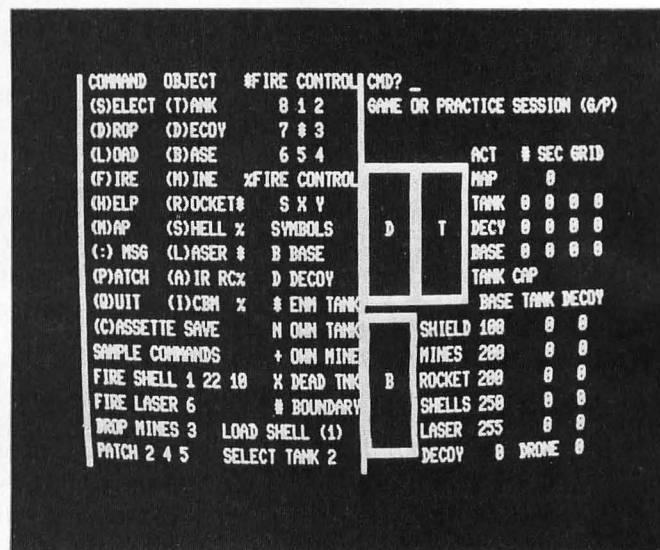 COMMAND OBJECT #FIRE CONTROL
(S)ELECT (T)ANK 8 1 2
(D)ROP (D)ECOY 7 # 3
(L)OAD (B)ASE 6 5 4
(F)IRE (M)INE %FIRE CONTROL
(H)ELP (R)OCKET# S X Y
(M)AP (S)HELL % SYMBOLS
(:) MSG (L)ASER # B BASE
(P)ATCH (A)IR RC% D DECOY
(Q)UIT (I)CBM % # ENM TANK
(C)ASSETTE SAVE N OWN TANK
SAMPLE COMMANDS + OWN MINE
FIRE SHELL 1 22 10 X DEAD TNK
FIRE LASER 6 # BOUNDARY
DROP MINES 3 LOAD SHELL (1)
PATCH 2 4 5 SELECT TANK 2
CMD? _
GAME OR PRACTICE SESSION (G/P)
ACT # SEC GRID
MAP 0
TANK 0 0 0 0
D T
DECY 0 0 0 0
BASE 0 0 0 0
TANK CAP
BASE TANK DECOY
SHIELD 100 0 0
MINES 200 0 0
B
ROCKET 200 0 0
SHELLS 250 0 0
LASER 255 0 0
DECOY 0 DRONE 0